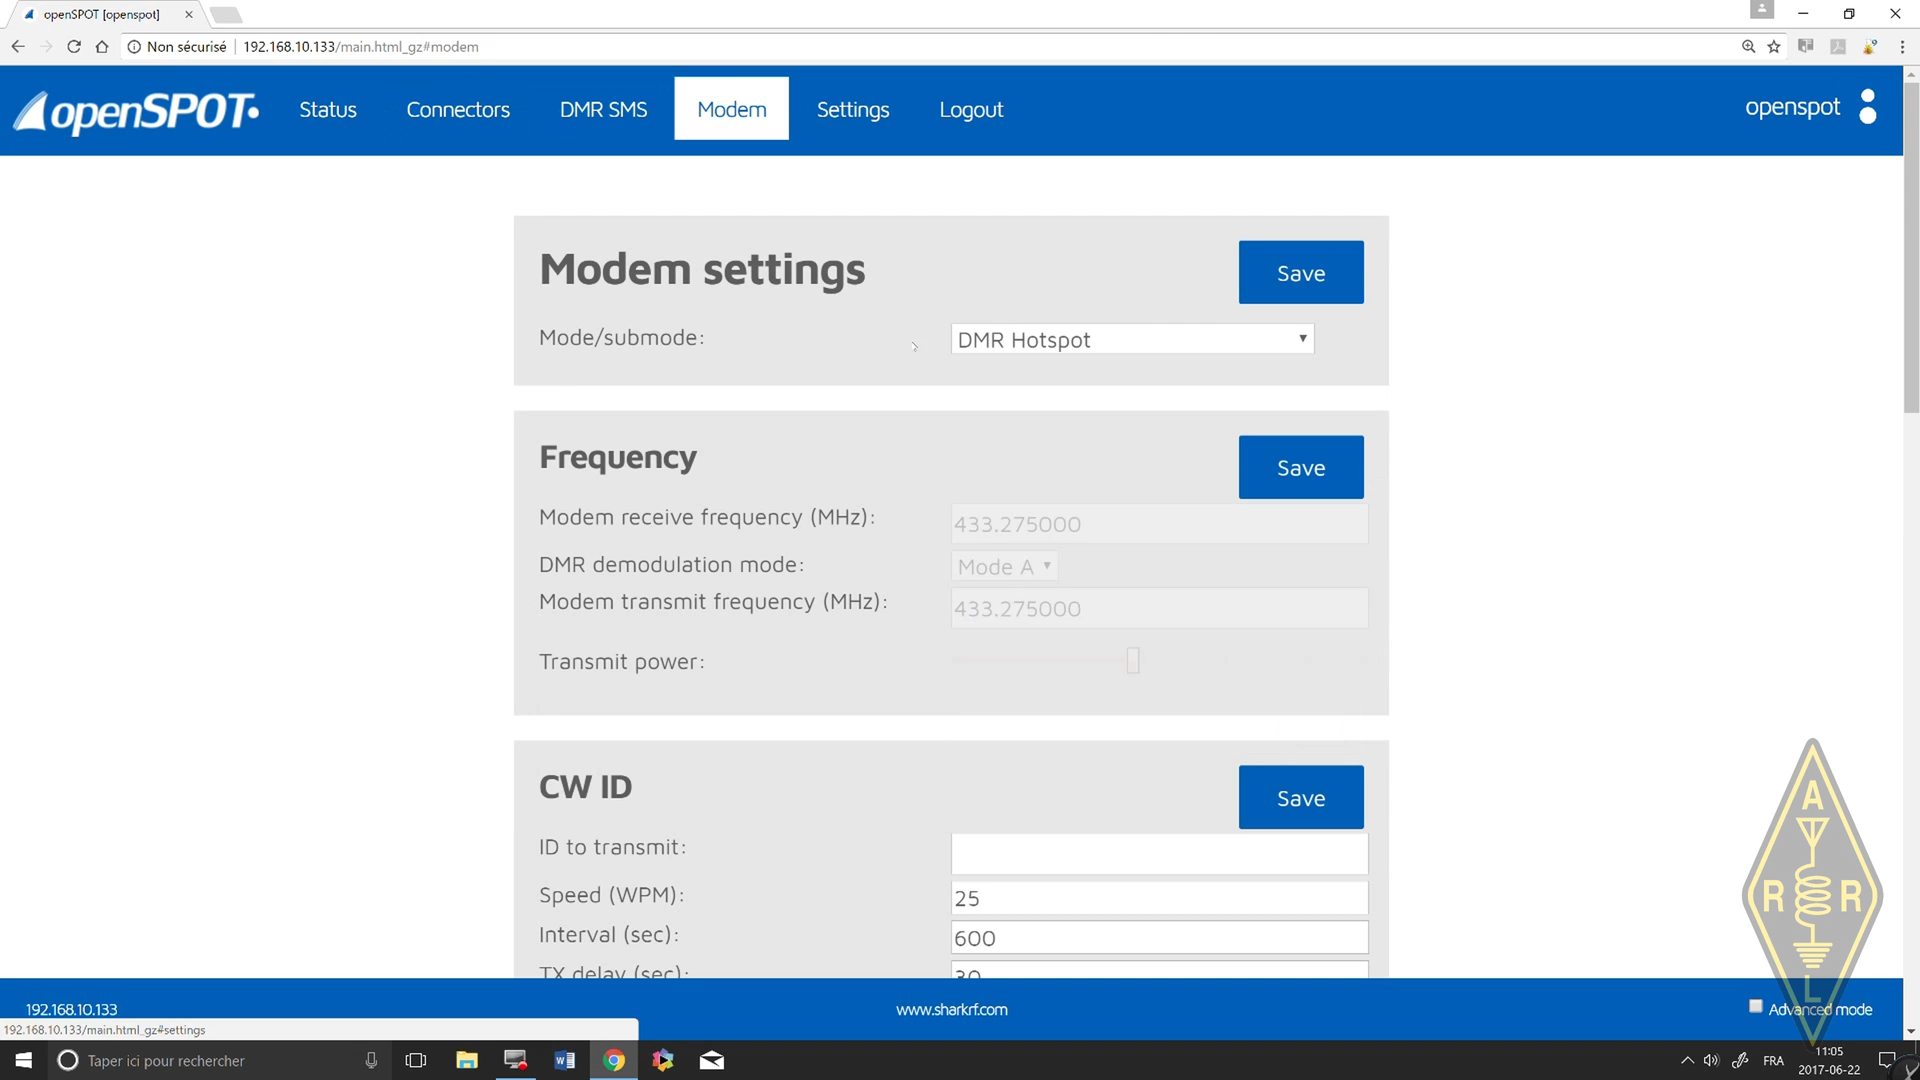 openSPOT [openspot]
Non sécurisé 192.168.10.133/main.html_gz#modem
openSPOT
Status Connectors DMR SMS Modem Settings Logout
openspot
Modem settings
Save
Mode/submode: DMR Hotspot
Frequency
Save
Modem receive frequency (MHz): 433.275000
DMR demodulation mode: Mode A
Modem transmit frequency (MHz): 433.275000
Transmit power:
CW ID
Save
ID to transmit:
Speed (WPM): 25
Interval (sec): 600
TX delay (sec): 30
A
R R
L
192.168.10.133
www.sharkrf.com
Advanced mode
192.168.10.133/main.html_gz#settings
Taper ici pour rechercher
FRA
11:05
2017-06-22